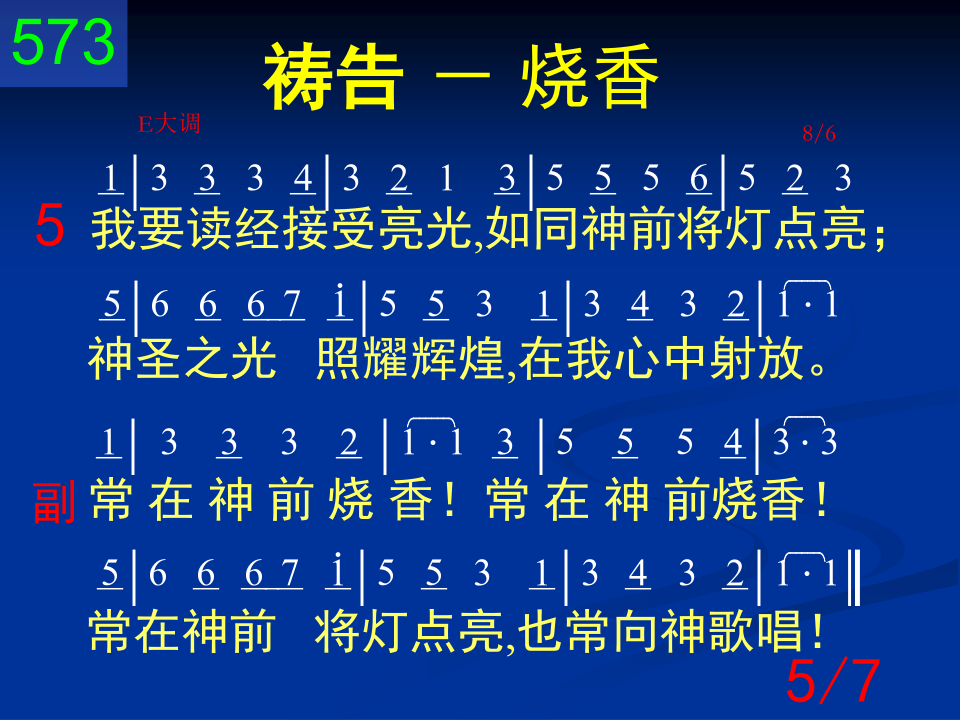 573
祷告 － 烧香
E大调 8/6
1|3 3 3 4|3 2 1 3|5 5 5 6|5 2 3
5 我要读经接受亮光,如同神前将灯点亮；
5|6 6 6 7 i|5 5 3 1|3 4 3 2|1·1
神圣之光 照耀辉煌,在我心中射放。
1|3 3 3 2|1·1 3|5 5 5 4|3·3
副 常 在 神 前 烧 香！常 在 神 前烧香！
5|6 6 6 7 i|5 5 3 1|3 4 3 2|1·1‖
常在神前 将灯点亮,也常向神歌唱！
5/7